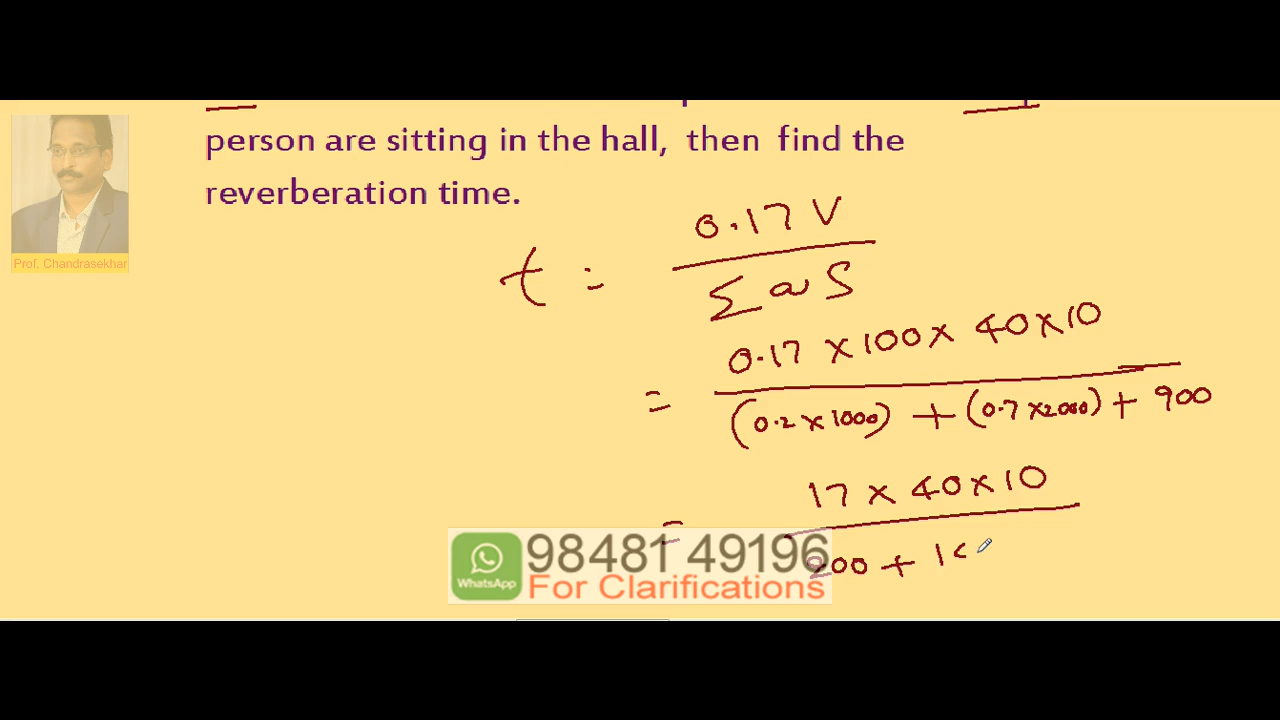 person are sitting in the hall, then find the
reverberation time.
Prof. Chandrasekhar
t = 0.17 V
Σ a S
= 0.17 × 100 × 40 × 10
(0.2 × 1000) + (0.7 × 2000) + 900
= 17 × 40 × 10
200 + 1
WhatsApp
98481 49196
For Clarifications